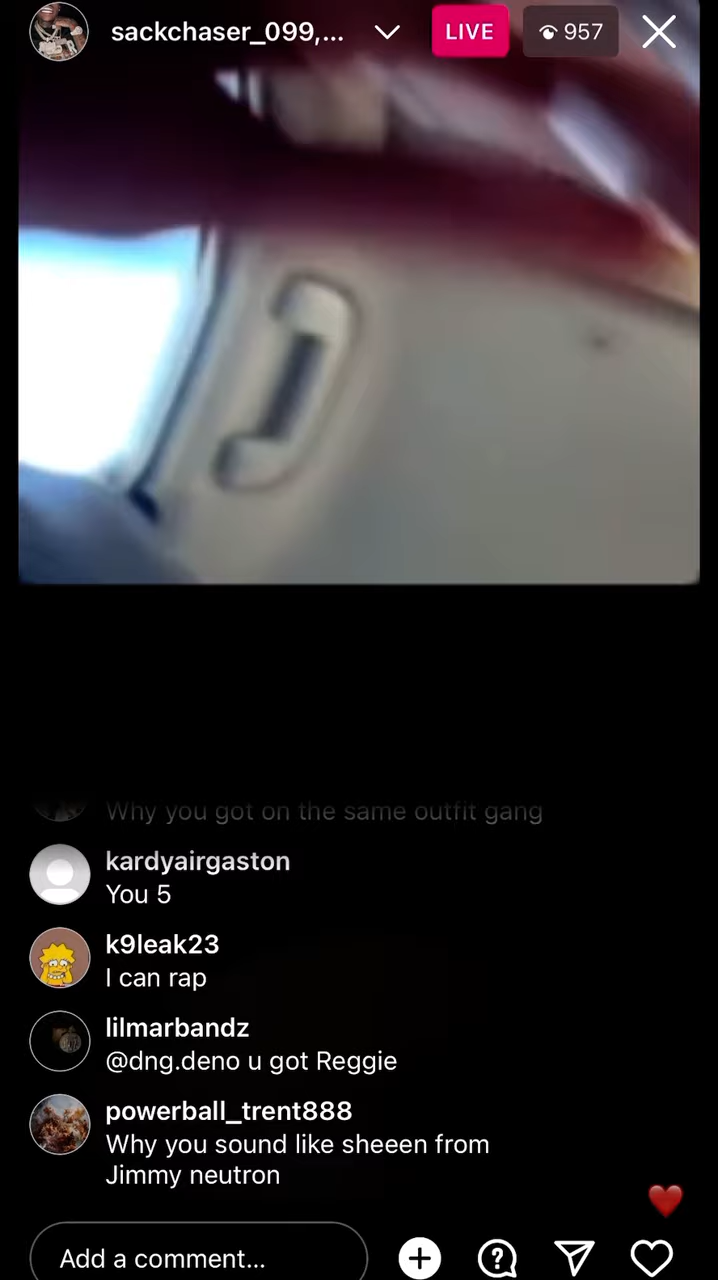 sackchaser_099,...
LIVE
957
Why you got on the same outfit gang
kardyairgaston
You 5
k9leak23
I can rap
lilmarbandz
@dng.deno u got Reggie
powerball_trent888
Why you sound like sheeen from
Jimmy neutron
Add a comment...